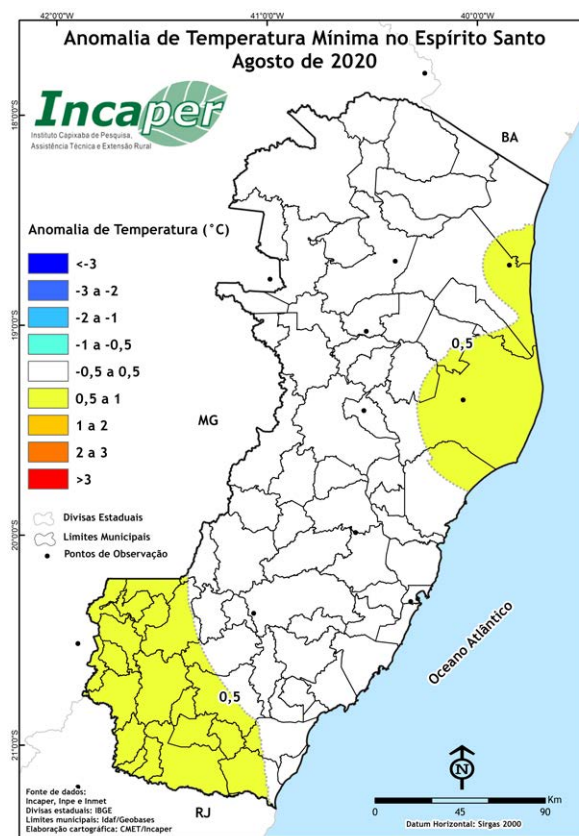 42°0'0"O
41°0'0"O
40°0'0"O
Anomalia de Temperatura Mínima no Espírito Santo
Agosto de 2020
Incaper
Instituto Capixaba de Pesquisa,
Assistência Técnica e Extensão Rural
18°0'0"S
BA
Anomalia de Temperatura (°C)
<-3
-3 a -2
-2 a -1
-1 a -0,5
-0,5 a 0,5
0,5 a 1
1 a 2
2 a 3
>3
19°0'0"S
0,5
MG
Divisas Estaduais
Limites Municipais
Pontos de Observação
20°0'0"S
Oceano Atlântico
0,5
21°0'0"S
N
Fonte de dados:
Incaper, Inpe e Inmet
Divisas estaduais: IBGE
Limites municipais: Idaf/Geobases
Elaboração cartográfica: CMET/Incaper
RJ
Km
0 45 90
Datum Horizontal: Sirgas 2000